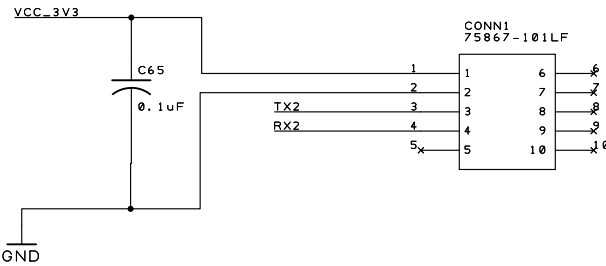 VCC_3V3
CONN1
75867-101LF
C65
0.1uF
1 1 6 6
2 2 7 7
TX2 3 3 8 8
RX2 4 4 9 9
5 5 10 10
GND